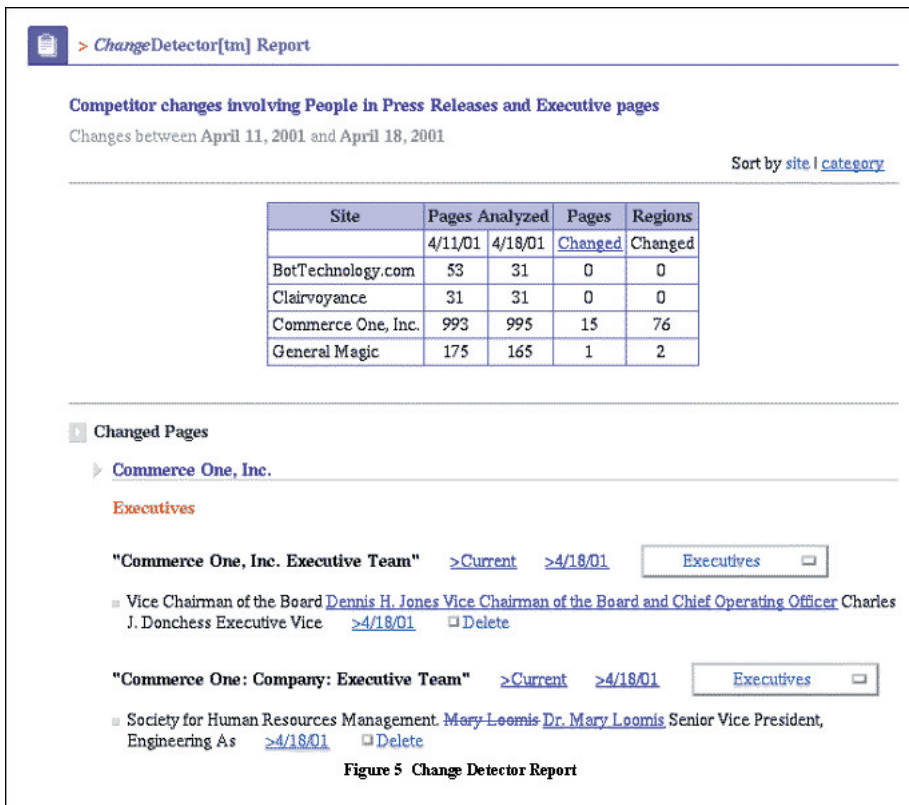 > ChangeDetector[tm] Report
Competitor changes involving People in Press Releases and Executive pages
Changes between April 11, 2001 and April 18, 2001
Sort by site | category
Site Pages Analyzed Pages Regions
4/11/01 4/18/01 Changed Changed
BotTechnology.com 53 31 0 0
Clairvoyance 31 31 0 0
Commerce One, Inc. 993 995 15 76
General Magic 175 165 1 2
Changed Pages
Commerce One, Inc.
Executives
"Commerce One, Inc. Executive Team" >Current >4/18/01 Executives
Vice Chairman of the Board Dennis H. Jones Vice Chairman of the Board and Chief Operating Officer Charles
J. Donchess Executive Vice >4/18/01 Delete
"Commerce One: Company: Executive Team" >Current >4/18/01 Executives
Society for Human Resources Management. Mary Loomis Dr. Mary Loomis Senior Vice President,
Engineering As >4/18/01 Delete
Figure 5 Change Detector Report